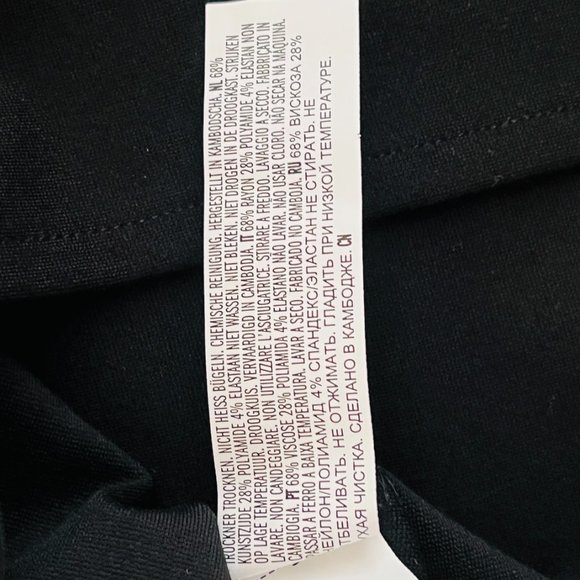 TRUCKNER TROCKNEN. NICHT HEISS BÜGELN. CHEMISCHE REINIGUNG. HERGESTELLT IN KAMBODSCHA. NL 68%
KUNSTZIJDE 28% POLYAMIDE 4% ELASTAAN NIET WASSEN. NIET BLEKEN. NIET DROGEN IN DE DROOGKAST. STRIJKEN
OP LAGE TEMPERATUUR. DIOOGKUIS. VERVAARDIGD IN CAMBODJA. IT 68% RAYON 28% POLYAMIDE 4% ELASTAN NON
LAVARE. NON CANDEGGIARE. NON UTILIZZARE L'ASCIUGATRICE. STIRARE A FREDDO. LAVAGGIO A SECCO. FABBRICATO IN
CAMBIOGIA. PT 68% VISCOSE 28% POLIAMIDA 4% ELASTANO NÃO LAVAR. NÃO USAR CLORO. NÃO SECAR NA MÁQUINA.
PASSAR A FERRO A BAIXA TEMPERATURA. LAVAR À SECO. FABRICADO NO CAMBOJA. RU 68% ВИСКОЗА 28%
НЕЙЛОН/ПОЛИАМИД 4% СПАНДЕКС/ЭЛАСТАН НЕ СТИРАТЬ. НЕ
ОТБЕЛИВАТЬ. НЕ ОТЖИМАТЬ. ГЛАДИТЬ ПРИ НИЗКОЙ ТЕМПЕРАТУРЕ.
ЧИСТКА. СДЕЛАНО В КАМБОДЖЕ. CN